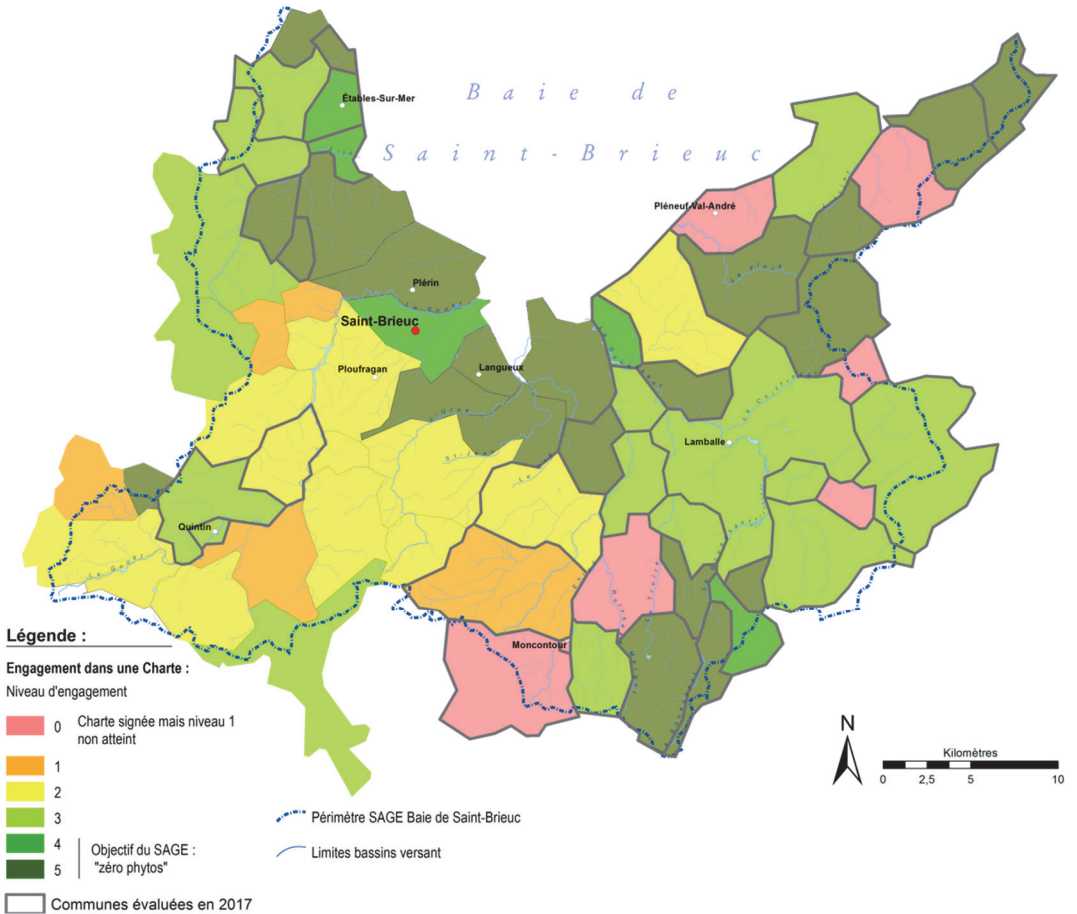 Baie de
Saint-Brieuc
Étables-Sur-Mer
Pléneuf-Val-André
Plérin
Saint-Brieuc
Ploufragan
Langueux
Lamballe
Quintin
Moncontour
Légende :
Engagement dans une Charte :
Niveau d'engagement
0 Charte signée mais niveau 1
non atteint
1
2
3
4
5
Objectif du SAGE :
"zéro phytos"
Communes évaluées en 2017
Périmètre SAGE Baie de Saint-Brieuc
Limites bassins versant
N
Kilomètres
0 2,5 5 10